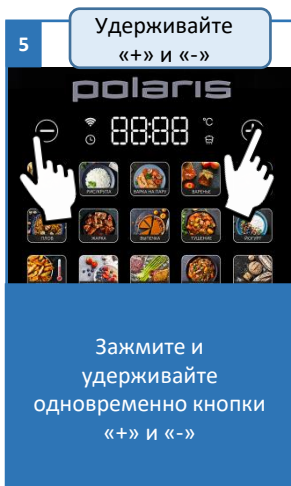 5
Удерживайте
«+» и «-»
polaris
88:88 °C
РИС/КРУПА
ВАРКА НА ПАРУ
ВАРЕНЬЕ
ПЛОВ
ЖАРКА
ВЫПЕЧКА
ТУШЕНИЕ
ЙОГУРТ
Зажмите и
удерживайте
одновременно кнопки
«+» и «-»